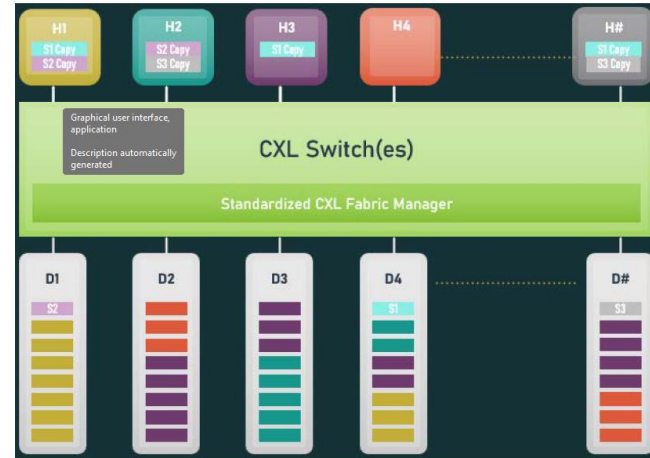 H1
S1 Copy
S2 Copy
H2
S2 Copy
S3 Copy
H3
S1 Copy
H4
H#
S1 Copy
S3 Copy
Graphical user interface,
application
Description automatically
generated
CXL Switch(es)
Standardized CXL Fabric Manager
D1
S2
D2
D3
D4
S1
D#
S3